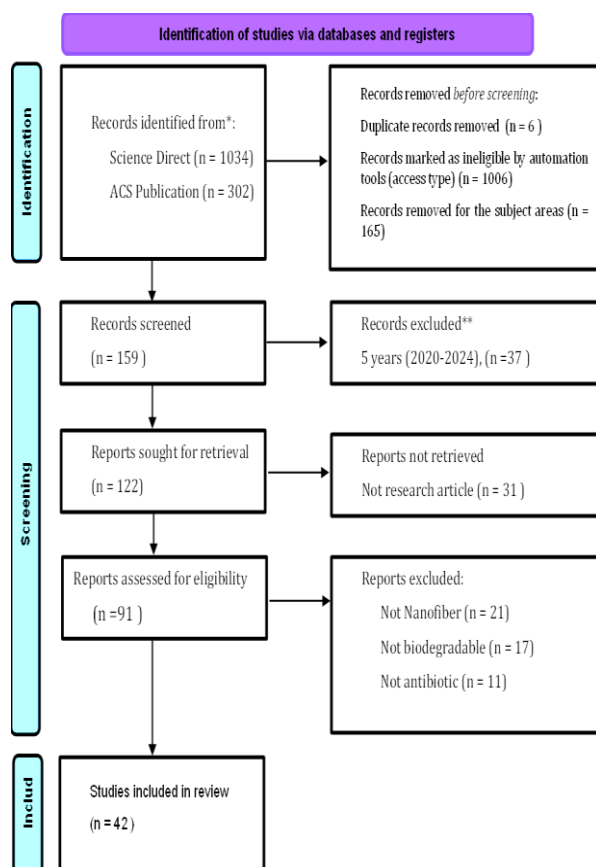 Identification of studies via databases and registers
Identification
Records identified from*:
Science Direct (n = 1034)
ACS Publication (n = 302)
Records removed before screening:
Duplicate records removed (n = 6 )
Records marked as ineligible by automation
tools (access type) (n = 1006)
Records removed for the subject areas (n =
165)
Screening
Records screened
(n = 159 )
Records excluded**
5 years (2020-2024), (n =37 )
Reports sought for retrieval
(n = 122)
Reports not retrieved
Not research article (n = 31 )
Reports assessed for eligibility
(n =91 )
Reports excluded:
Not Nanofiber (n = 21)
Not biodegradable (n = 17)
Not antibiotic (n = 11)
Includ
Studies included in review
(n = 42 )